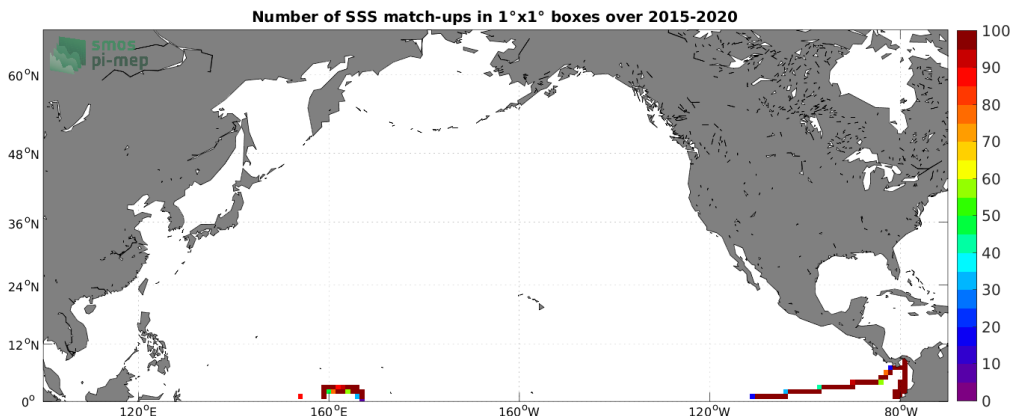 Number of SSS match-ups in 1°x1° boxes over 2015-2020
smos
pi-mep
60°N
48°N
36°N
24°N
12°N
0°
120°E
160°E
160°W
120°W
80°W
100
90
80
70
60
50
40
30
20
10
0